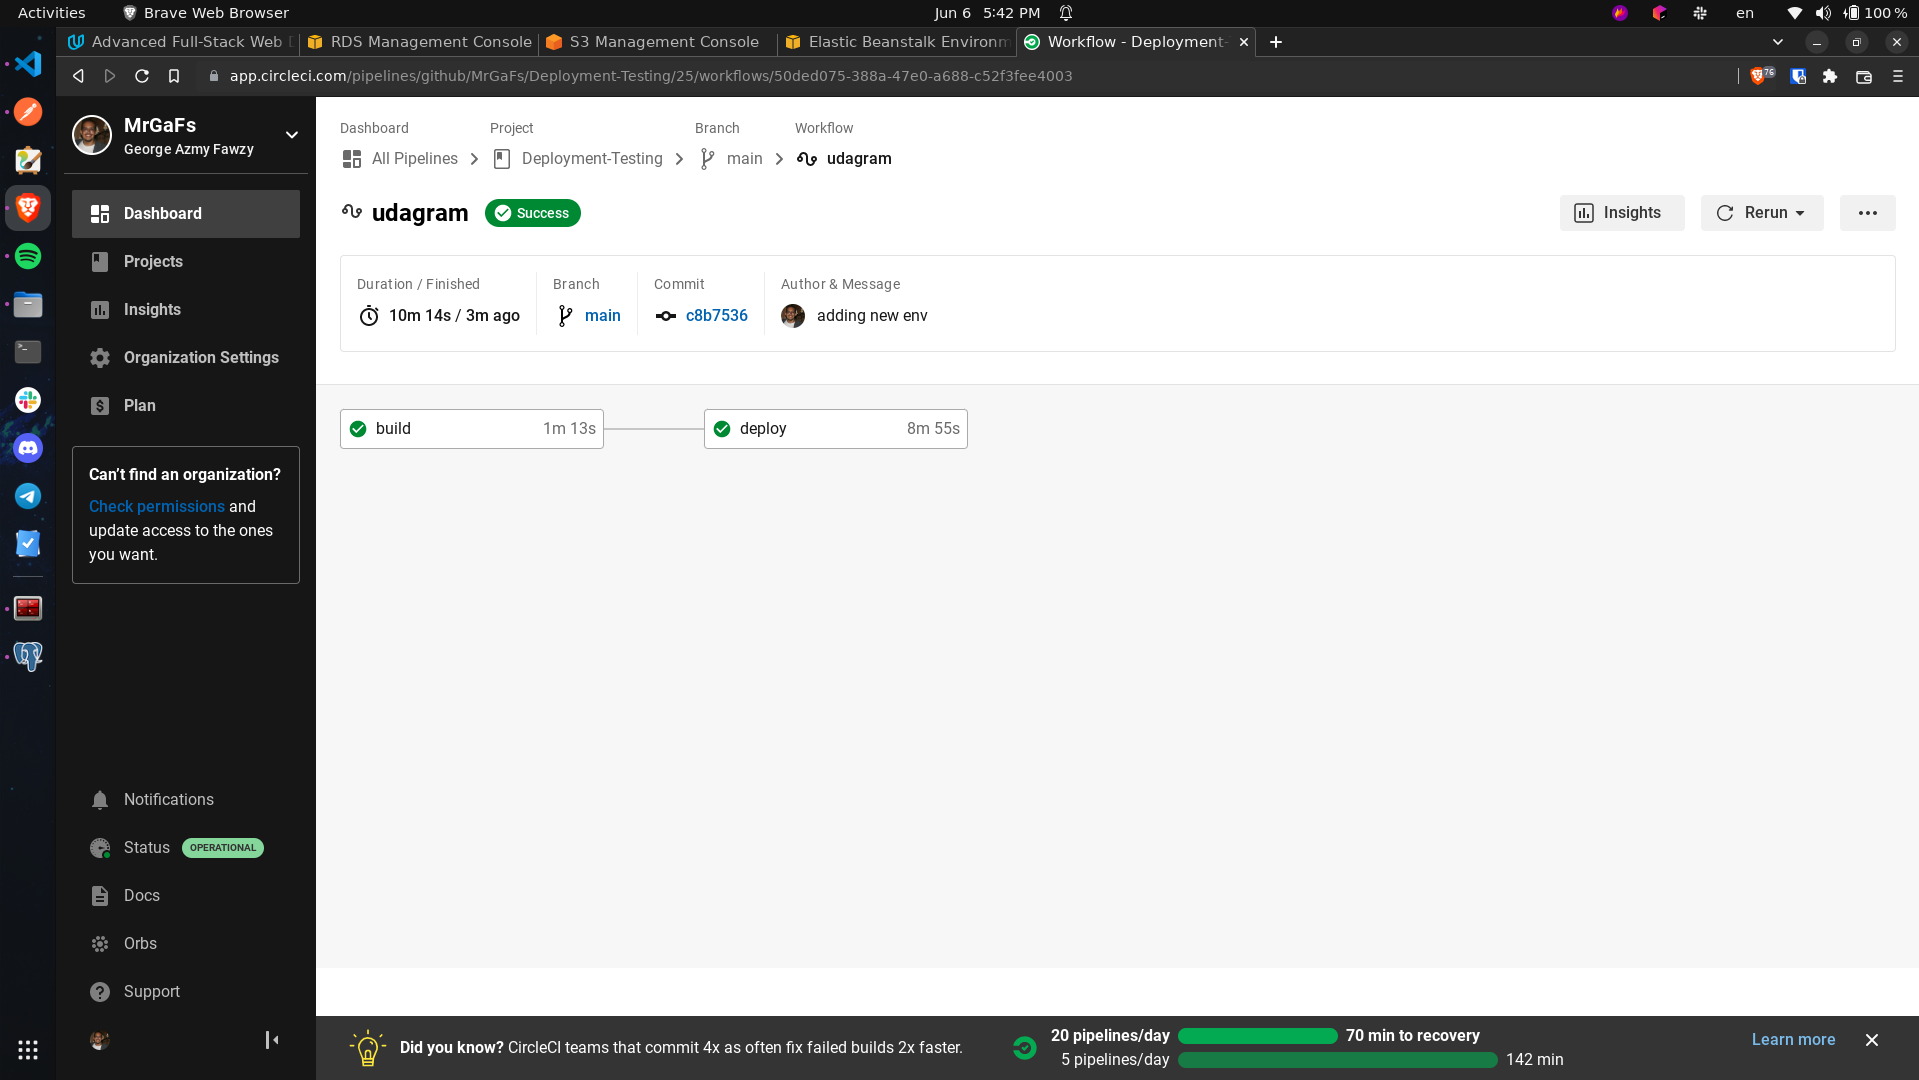 Activities
Brave Web Browser
Jun 6 5:42 PM
en
100 %
Advanced Full-Stack Web D
RDS Management Console
S3 Management Console
Elastic Beanstalk Environm
Workflow - Deployment-
app.circleci.com/pipelines/github/MrGaFs/Deployment-Testing/25/workflows/50ded075-388a-47e0-a688-c52f3fee4003
76
MrGaFs
George Azmy Fawzy
Dashboard
Projects
Insights
Organization Settings
Plan
Can't find an organization?
Check permissions and
update access to the ones
you want.
Notifications
Status OPERATIONAL
Docs
Orbs
Support
Dashboard Project Branch Workflow
All Pipelines Deployment-Testing main udagram
udagram Success
Insights Rerun
Duration / Finished Branch Commit Author & Message
10m 14s / 3m ago main c8b7536 adding new env
build 1m 13s deploy 8m 55s
Did you know? CircleCI teams that commit 4x as often fix failed builds 2x faster.
20 pipelines/day 70 min to recovery
5 pipelines/day 142 min
Learn more